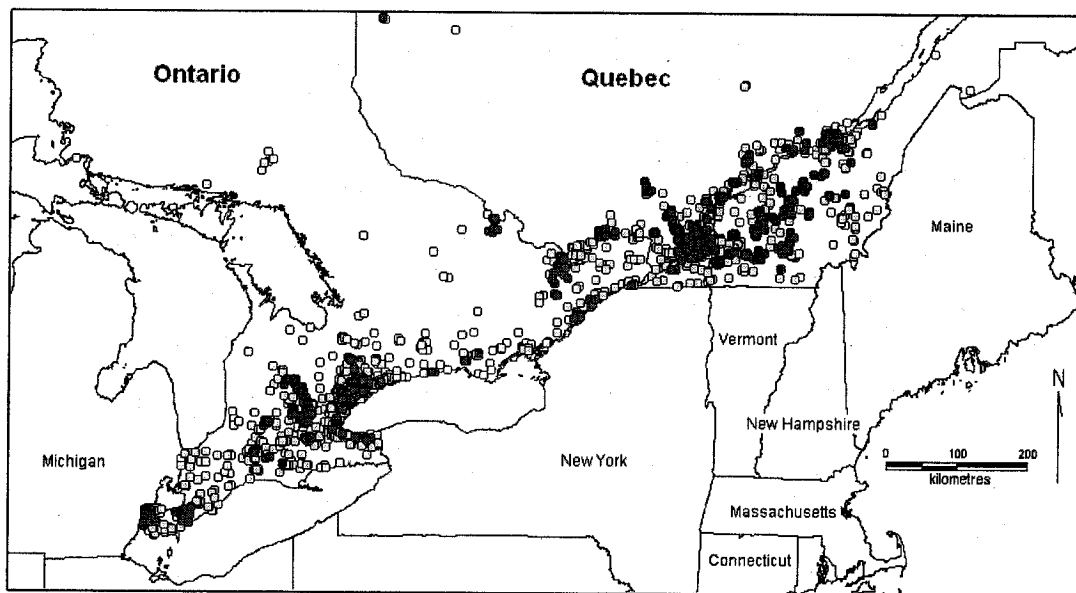 Ontario
Quebec
Maine
Vermont
N
New Hampshire
Michigan
New York
0 100 200
kilometres
Massachusetts
Connecticut